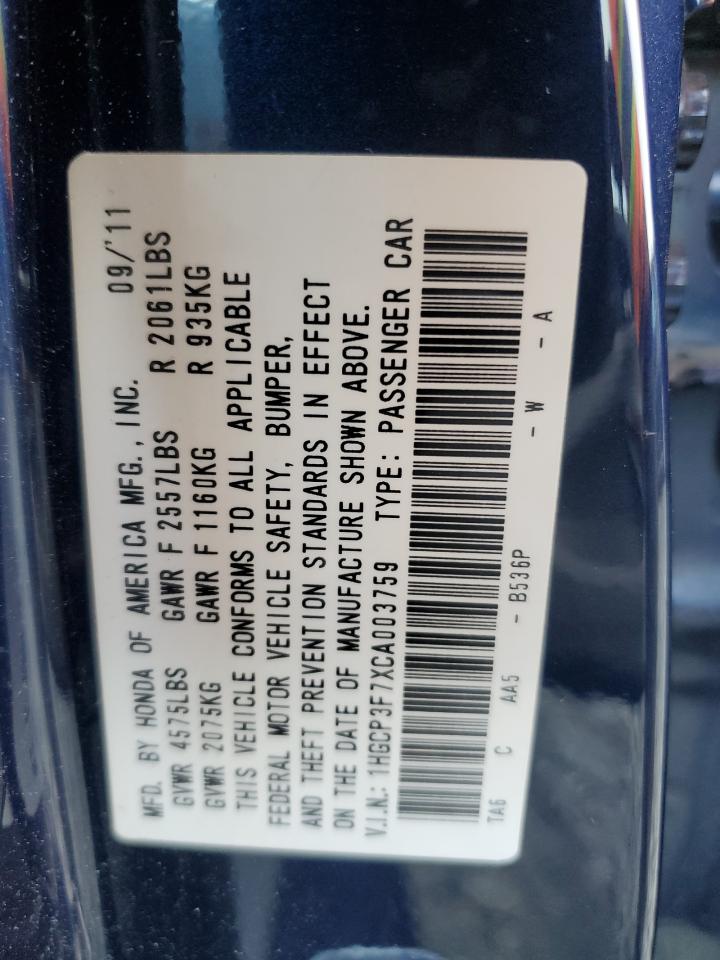 MFD. BY HONDA OF AMERICA MFG., INC. 09/'11
GVWR 4575LBS GAWR F 2557LBS R 2061LBS
GVWR 2075KG GAWR F 1160KG R 935KG
THIS VEHICLE CONFORMS TO ALL APPLICABLE
FEDERAL MOTOR VEHICLE SAFETY, BUMPER,
AND THEFT PREVENTION STANDARDS IN EFFECT
ON THE DATE OF MANUFACTURE SHOWN ABOVE.
V.I.N.: 1HGCP3F7XCA003759 TYPE: PASSENGER CAR
TA6 C AA5 - B536P - W - A